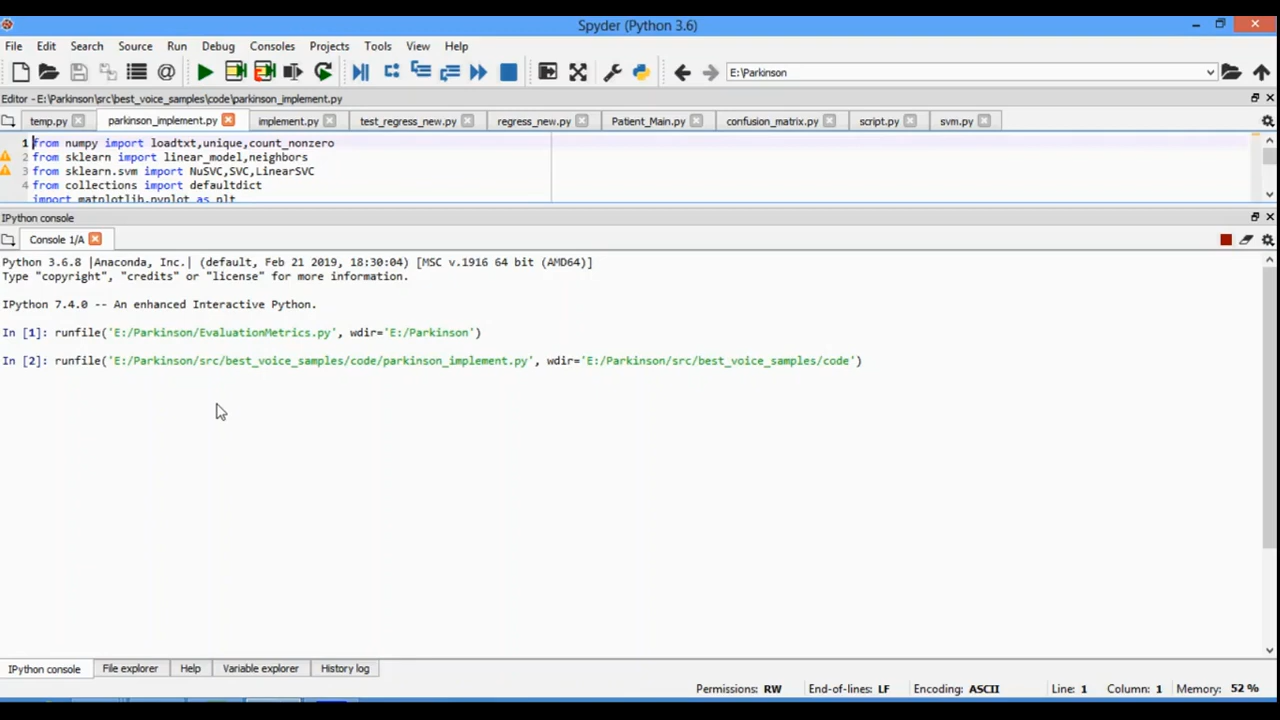 Spyder (Python 3.6)
File Edit Search Source Run Debug Consoles Projects Tools View Help
E:\Parkinson
Editor - E:\Parkinson\src\best_voice_samples\code\parkinson_implement.py
temp.py parkinson_implement.py implement.py test_regress_new.py regress_new.py Patient_Main.py confusion_matrix.py script.py svm.py
1 from numpy import loadtxt,unique,count_nonzero
2 from sklearn import linear_model,neighbors
3 from sklearn.svm import NuSVC,SVC,LinearSVC
4 from collections import defaultdict
import matplotlib.pyplot as plt
IPython console
Console 1/A
Python 3.6.8 |Anaconda, Inc.| (default, Feb 21 2019, 18:30:04) [MSC v.1916 64 bit (AMD64)]
Type "copyright", "credits" or "license" for more information.
IPython 7.4.0 -- An enhanced Interactive Python.
In [1]: runfile('E:/Parkinson/EvaluationMetrics.py', wdir='E:/Parkinson')
In [2]: runfile('E:/Parkinson/src/best_voice_samples/code/parkinson_implement.py', wdir='E:/Parkinson/src/best_voice_samples/code')
IPython console File explorer Help Variable explorer History log
Permissions: RW End-of-lines: LF Encoding: ASCII Line: 1 Column: 1 Memory: 52 %